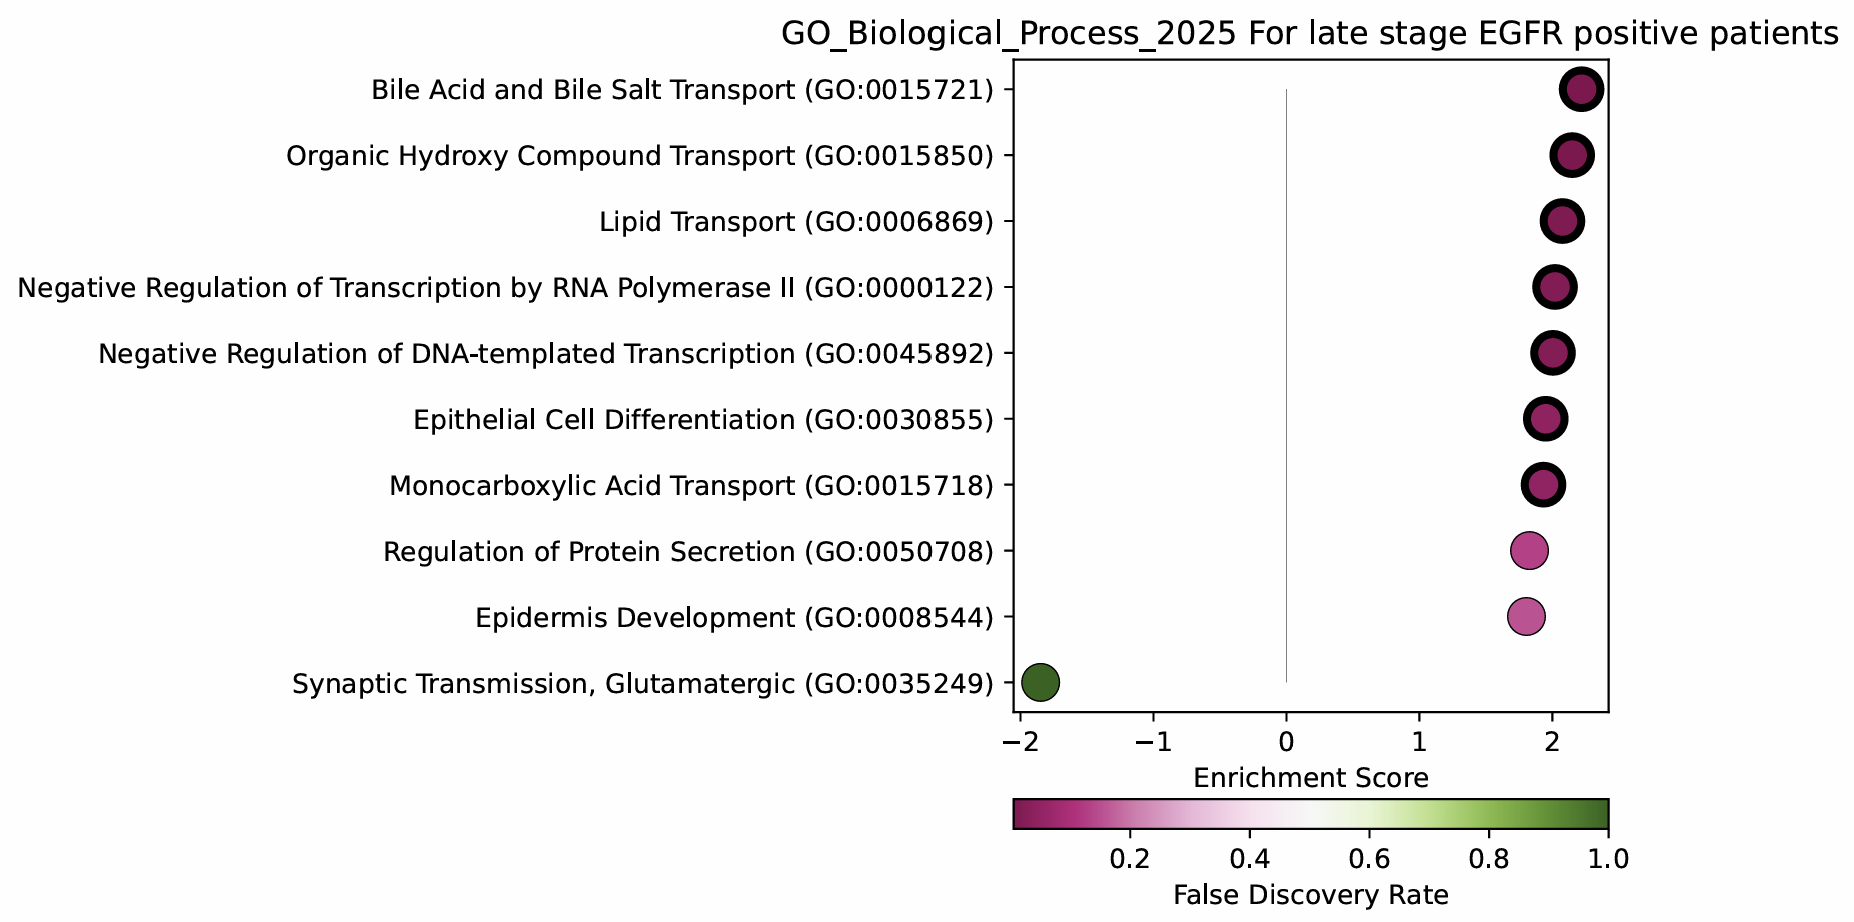 GO_Biological_Process_2025 For late stage EGFR positive patients
Bile Acid and Bile Salt Transport (GO:0015721)
Organic Hydroxy Compound Transport (GO:0015850)
Lipid Transport (GO:0006869)
Negative Regulation of Transcription by RNA Polymerase II (GO:0000122)
Negative Regulation of DNA-templated Transcription (GO:0045892)
Epithelial Cell Differentiation (GO:0030855)
Monocarboxylic Acid Transport (GO:0015718)
Regulation of Protein Secretion (GO:0050708)
Epidermis Development (GO:0008544)
Synaptic Transmission, Glutamatergic (GO:0035249)
−2 −1 0 1 2
Enrichment Score
0.2 0.4 0.6 0.8 1.0
False Discovery Rate